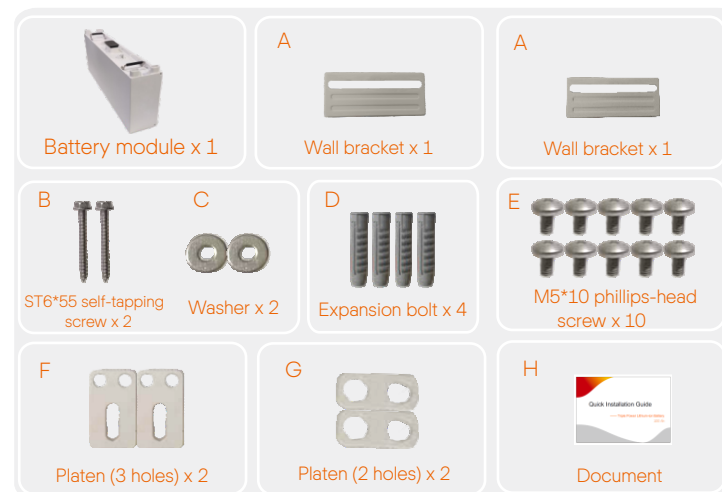 A
A
Battery module x 1
Wall bracket x 1
Wall bracket x 1
B
C
D
E
ST6*55 self-tapping
screw x 2
Washer x 2
Expansion bolt x 4
M5*10 phillips-head
screw x 10
F
G
H
Quick Installation Guide
Platen (3 holes) x 2
Platen (2 holes) x 2
Document